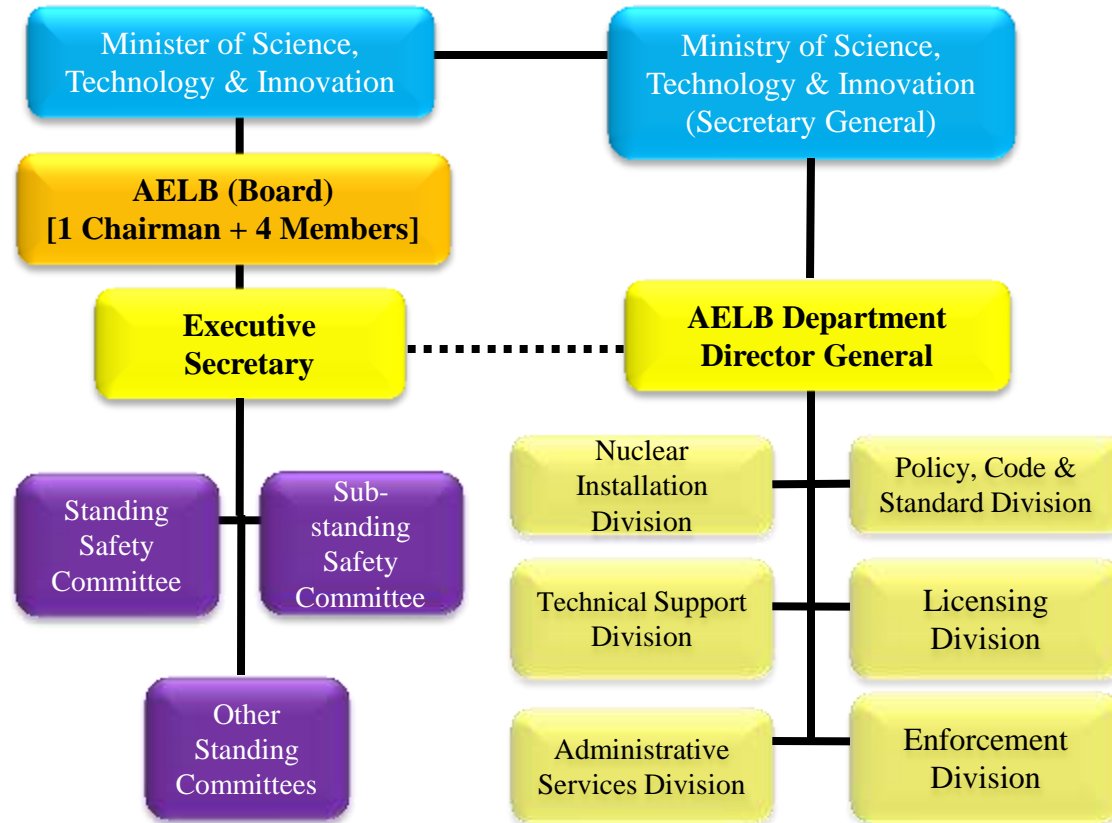 Minister of Science,
Technology & Innovation
Ministry of Science,
Technology & Innovation
(Secretary General)
AELB (Board)
[1 Chairman + 4 Members]
Executive
Secretary
AELB Department
Director General
Standing
Safety
Committee
Sub-
standing
Safety
Committee
Other
Standing
Committees
Nuclear
Installation
Division
Policy, Code &
Standard Division
Technical Support
Division
Licensing
Division
Administrative
Services Division
Enforcement
Division